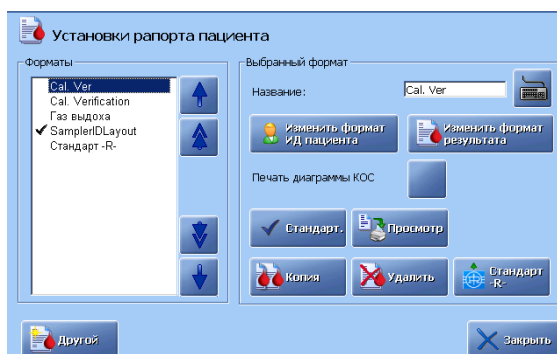 Установки рапорта пациента
Форматы
Cal. Ver
Cal. Verification
Газ выдоха
SamplerIDLayout
Стандарт -R-
Выбранный формат
Название:
Cal. Ver
Изменить формат
ИД пациента
Изменить формат
результата
Печать диаграммы КОС
Стандарт.
Просмотр
Копия
Удалить
Стандарт
-R-
Другой
Закрыть